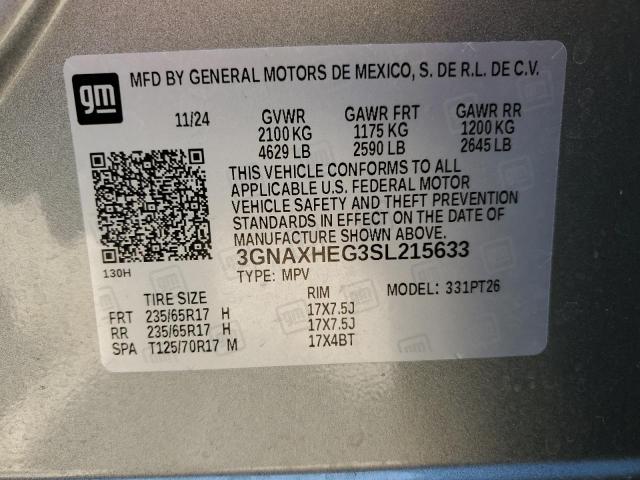 gm
MFD BY GENERAL MOTORS DE MEXICO, S. DE R.L. DE C.V.
11/24 GVWR GAWR FRT GAWR RR
2100 KG 1175 KG 1200 KG
4629 LB 2590 LB 2645 LB
THIS VEHICLE CONFORMS TO ALL
APPLICABLE U.S. FEDERAL MOTOR
VEHICLE SAFETY AND THEFT PREVENTION
STANDARDS IN EFFECT ON THE DATE OF
MANUFACTURE SHOWN ABOVE.
3GNAXHEG3SL215633
130H
TYPE: MPV MODEL: 331PT26
TIRE SIZE RIM
FRT 235/65R17 H 17X7.5J
RR 235/65R17 H 17X7.5J
SPA T125/70R17 M 17X4BT